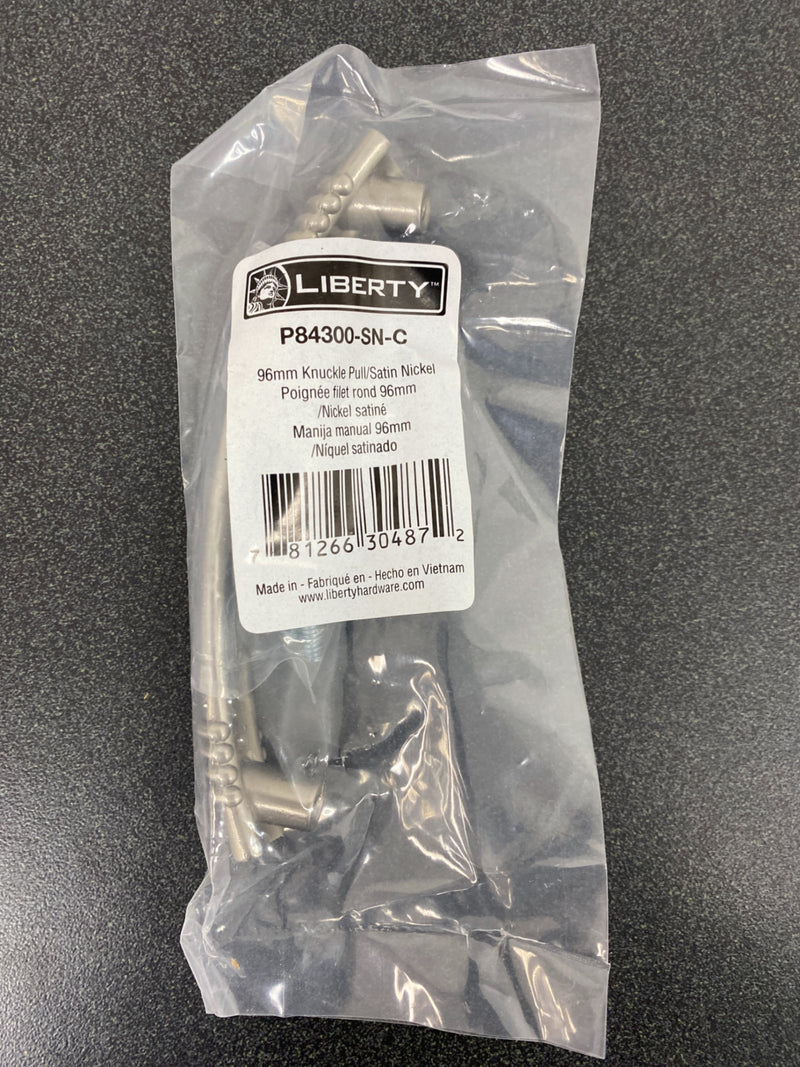 LIBERTY™
P84300-SN-C
96mm Knuckle Pull/Satin Nickel
Poignée filet rond 96mm
/Nickel satiné
Manija manual 96mm
/Níquel satinado
7 81266 30487 2
Made in - Fabriqué en - Hecho en Vietnam
www.libertyhardware.com